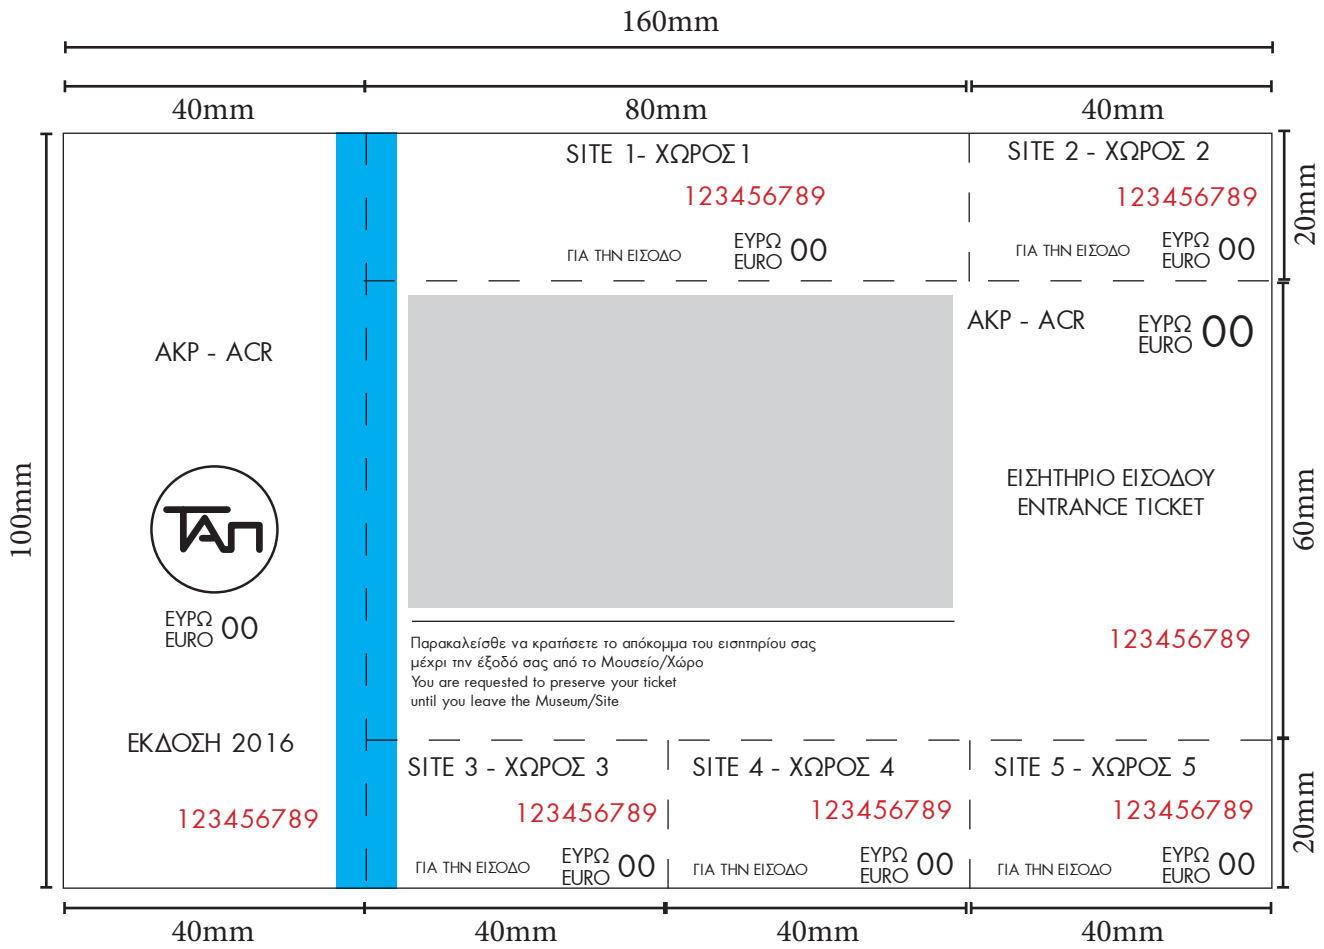 160mm
40mm
80mm
40mm
100mm
SITE 1- ΧΩΡΟΣ1
123456789
ΓΙΑ ΤΗΝ ΕΙΣΟΔΟ
ΕΥΡΩ
EURO 00
SITE 2 - ΧΩΡΟΣ 2
123456789
ΓΙΑ ΤΗΝ ΕΙΣΟΔΟ
ΕΥΡΩ
EURO 00
20mm
ΑΚΡ - ACR
ΤΑΠ
ΕΥΡΩ
EURO 00
ΕΚΔΟΣΗ 2016
123456789
ΑΚΡ - ACR
ΕΥΡΩ
EURO 00
ΕΙΣΗΤΗΡΙΟ ΕΙΣΟΔΟΥ
ENTRANCE TICKET
123456789
60mm
Παρακαλείσθε να κρατήσετε το απόκομμα του εισητηρίου σας
μέχρι την έξοδό σας από το Μουσείο/Χώρο
You are requested to preserve your ticket
until you leave the Museum/Site
SITE 3 - ΧΩΡΟΣ 3
123456789
ΓΙΑ ΤΗΝ ΕΙΣΟΔΟ
ΕΥΡΩ
EURO 00
SITE 4 - ΧΩΡΟΣ 4
123456789
ΓΙΑ ΤΗΝ ΕΙΣΟΔΟ
ΕΥΡΩ
EURO 00
SITE 5 - ΧΩΡΟΣ 5
123456789
ΓΙΑ ΤΗΝ ΕΙΣΟΔΟ
ΕΥΡΩ
EURO 00
20mm
40mm
40mm
40mm
40mm